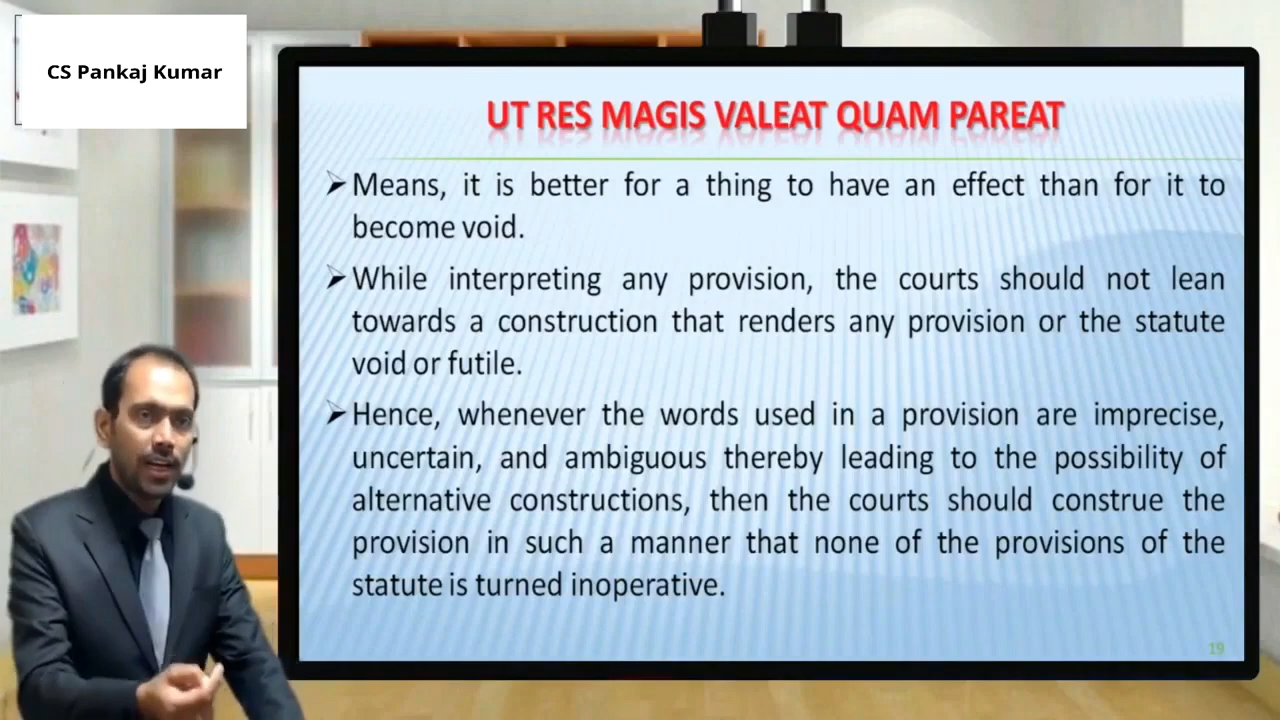 CS Pankaj Kumar
UT RES MAGIS VALEAT QUAM PAREAT
➢Means, it is better for a thing to have an effect than for it to
become void.
➢While interpreting any provision, the courts should not lean
towards a construction that renders any provision or the statute
void or futile.
➢Hence, whenever the words used in a provision are imprecise,
uncertain, and ambiguous thereby leading to the possibility of
alternative constructions, then the courts should construe the
provision in such a manner that none of the provisions of the
statute is turned inoperative.
19